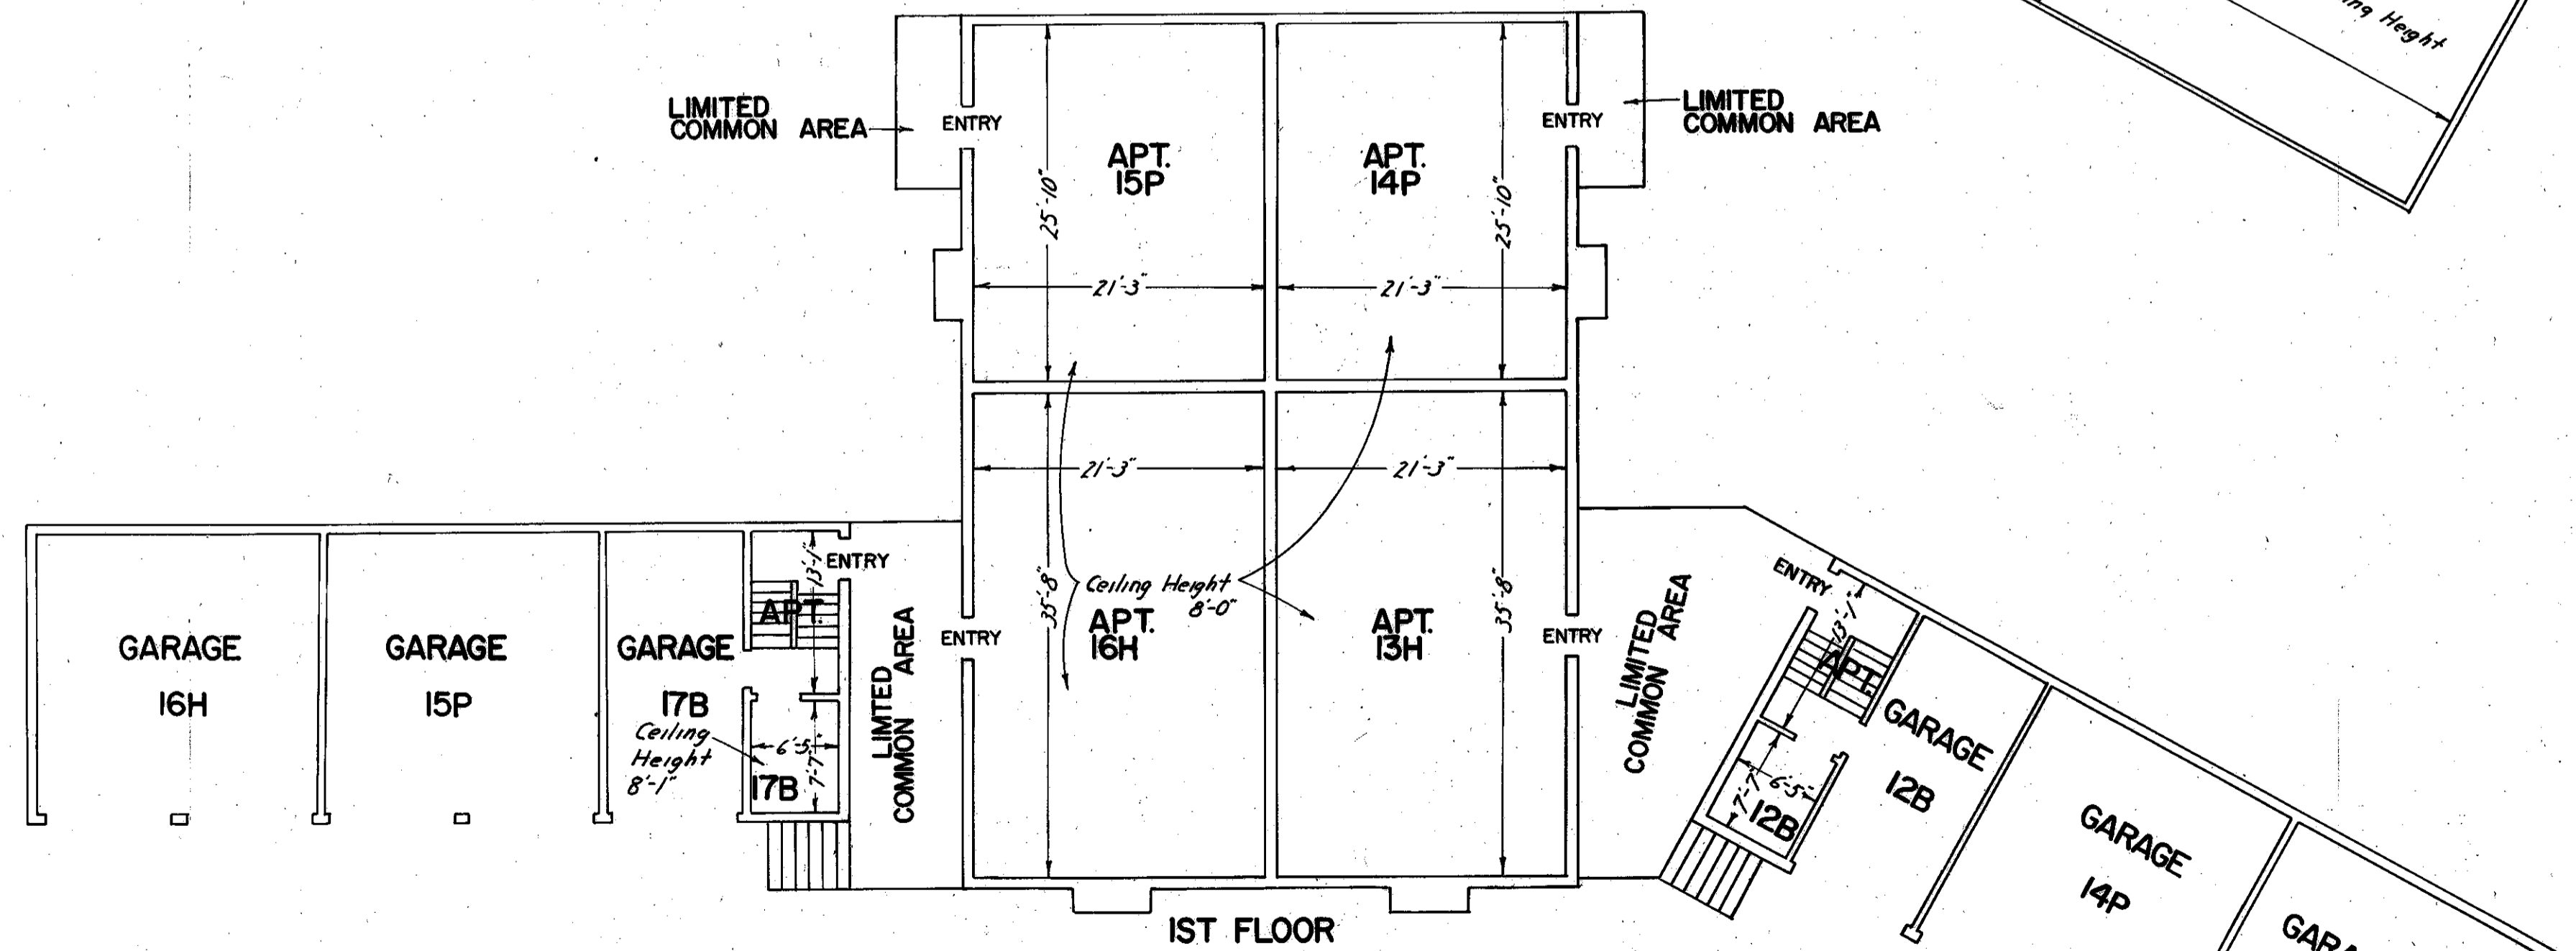 ing Height
LIMITED
COMMON AREA
ENTRY
APT.
15P
25'-10"
21'-3"
APT.
14P
25'-10"
21'-3"
ENTRY
LIMITED
COMMON AREA
21'-3"
35'-8"
21'-3"
35'-8"
Ceiling Height
8'-0"
ENTRY
APT.
16H
APT.
13H
ENTRY
GARAGE
16H
GARAGE
15P
GARAGE
17B
Ceiling
Height
8'-1"
13'-1"
ENTRY
APT.
6'-5"
7'-7"
17B
LIMITED
COMMON AREA
LIMITED
COMMON AREA
ENTRY
13'-1"
APT.
7'-7"
6'-5"
12B
GARAGE
12B
GARAGE
14P
1ST FLOOR